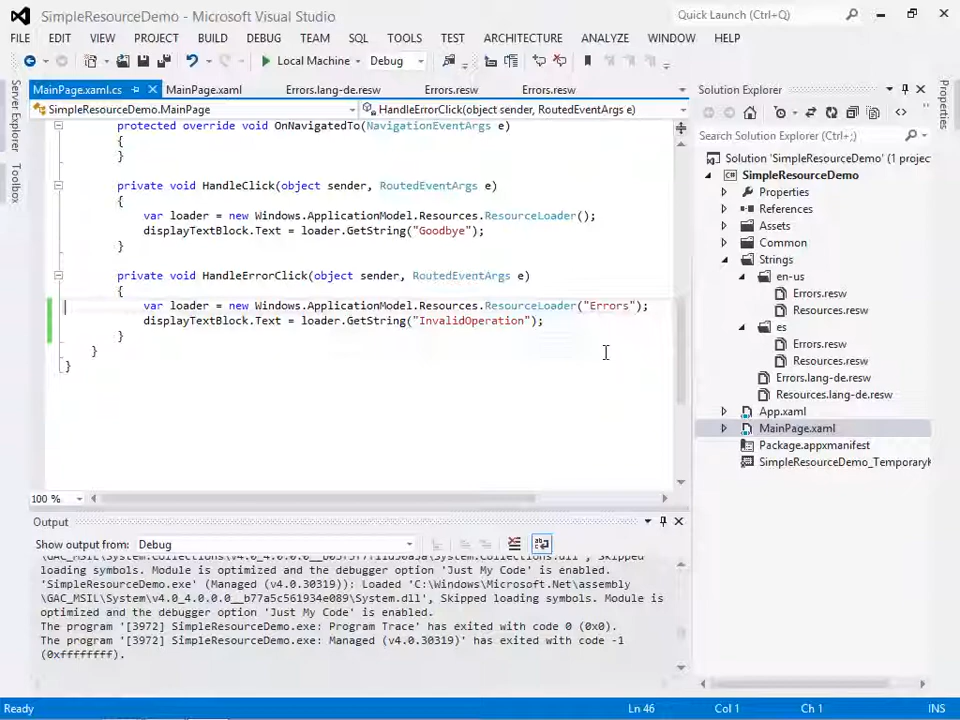 SimpleResourceDemo - Microsoft Visual Studio
Quick Launch (Ctrl+Q)
FILE EDIT VIEW PROJECT BUILD DEBUG TEAM SQL TOOLS TEST ARCHITECTURE ANALYZE WINDOW HELP
Local Machine Debug
Server Explorer
Toolbox
MainPage.xaml.cs MainPage.xaml Errors.lang-de.resw Errors.resw Errors.resw
SimpleResourceDemo.MainPage HandleErrorClick(object sender, RoutedEventArgs e)
protected override void OnNavigatedTo(NavigationEventArgs e)
{
}
private void HandleClick(object sender, RoutedEventArgs e)
{
var loader = new Windows.ApplicationModel.Resources.ResourceLoader();
displayTextBlock.Text = loader.GetString("Goodbye");
}
private void HandleErrorClick(object sender, RoutedEventArgs e)
{
var loader = new Windows.ApplicationModel.Resources.ResourceLoader("Errors");
displayTextBlock.Text = loader.GetString("InvalidOperation");
}
}
}
100 %
Output
Show output from: Debug
loading symbols. Module is optimized and the debugger option 'Just My Code' is enabled.
'SimpleResourceDemo.exe' (Managed (v4.0.30319)): Loaded 'C:\Windows\Microsoft.Net\assembly
\GAC_MSIL\System\v4.0_4.0.0.0__b77a5c561934e089\System.dll', Skipped loading symbols. Module is
optimized and the debugger option 'Just My Code' is enabled.
The program '[3972] SimpleResourceDemo.exe: Program Trace' has exited with code 0 (0x0).
The program '[3972] SimpleResourceDemo.exe: Managed (v4.0.30319)' has exited with code -1
(0xffffffff).
Solution Explorer
Search Solution Explorer (Ctrl+;)
Solution 'SimpleResourceDemo' (1 projec
SimpleResourceDemo
Properties
References
Assets
Common
Strings
en-us
Errors.resw
Resources.resw
es
Errors.resw
Resources.resw
Errors.lang-de.resw
Resources.lang-de.resw
App.xaml
MainPage.xaml
Package.appxmanifest
SimpleResourceDemo_TemporaryK
Properties
Ready Ln 46 Col 1 Ch 1 INS